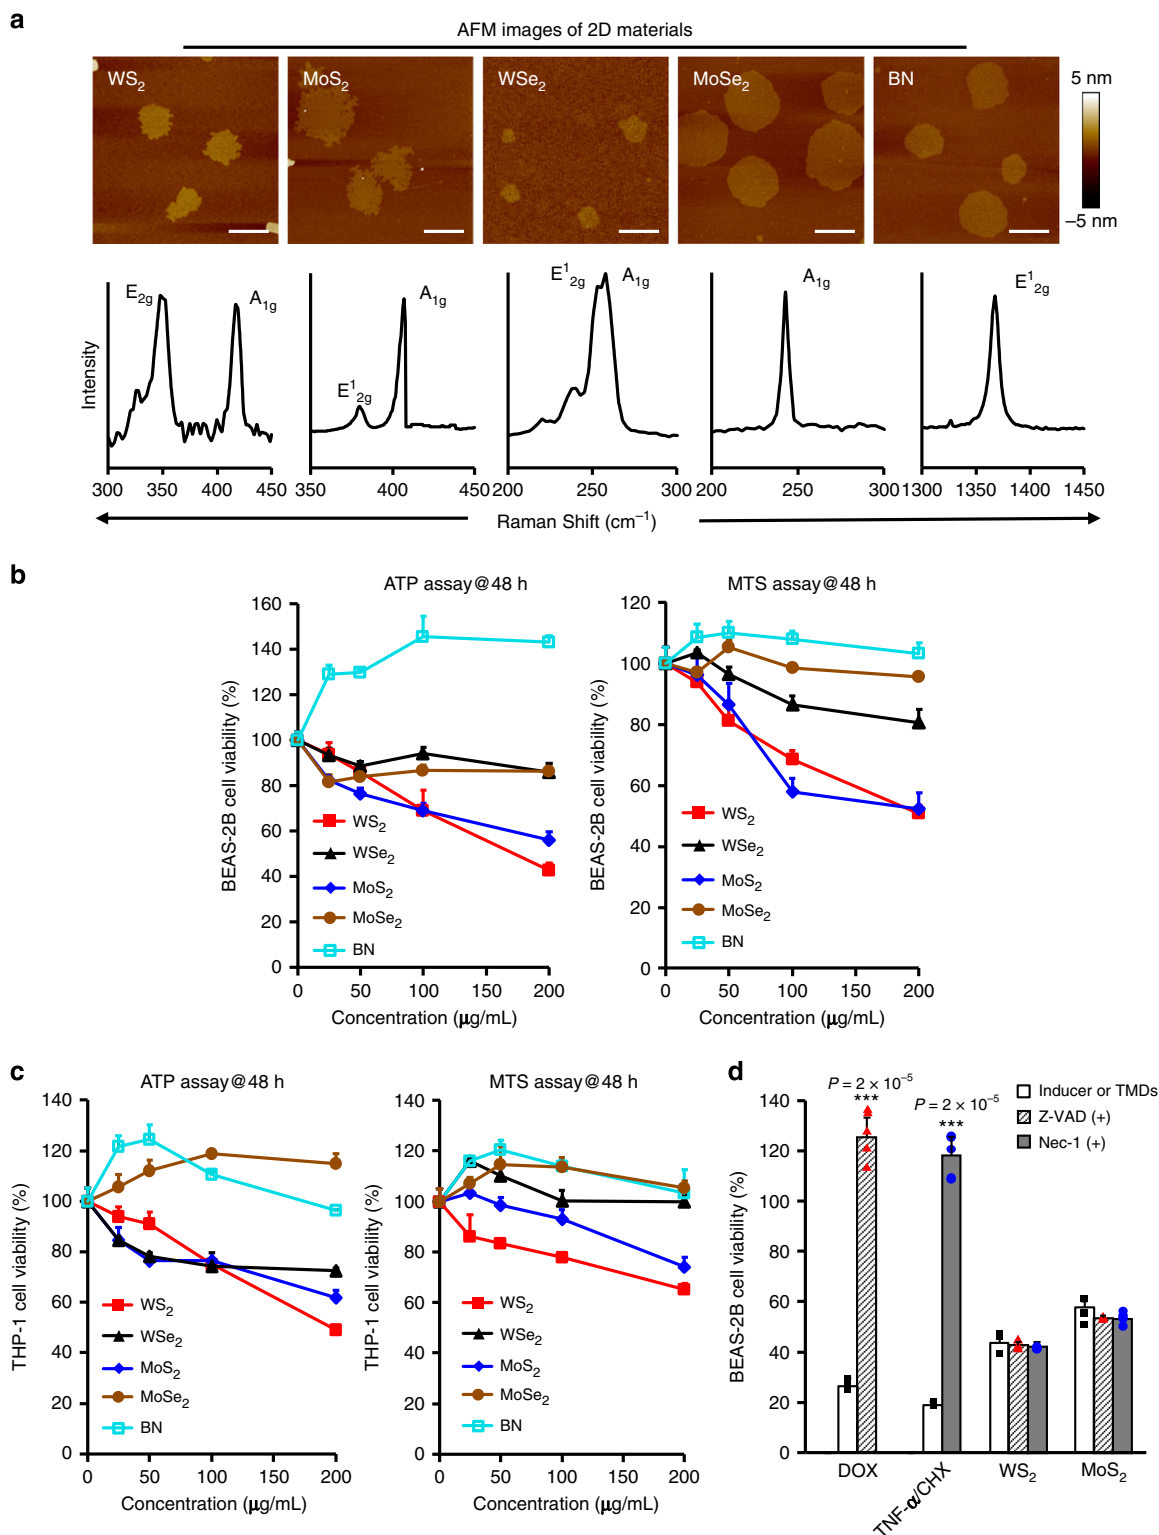 a
AFM images of 2D materials
WS2
MoS2
WSe2
MoSe2
BN
5 nm
–5 nm
Intensity
E2g
A1g
E12g
A1g
E12g
A1g
A1g
E12g
300 350 400 450
350 400 450
200 250 300
200 250 300
1300 1350 1400 1450
Raman Shift (cm–1)
b
ATP assay@48 h
BEAS-2B cell viability (%)
160
140
120
100
80
60
40
20
0
WS2
WSe2
MoS2
MoSe2
BN
0 50 100 150 200
Concentration (μg/mL)
MTS assay@48 h
BEAS-2B cell viability (%)
120
100
80
60
40
20
0
WS2
WSe2
MoS2
MoSe2
BN
0 50 100 150 200
Concentration (μg/mL)
c
ATP assay@48 h
THP-1 cell viability (%)
140
120
100
80
60
40
20
0
WS2
WSe2
MoS2
MoSe2
BN
0 50 100 150 200
Concentration (μg/mL)
MTS assay@48 h
THP-1 cell viability (%)
140
120
100
80
60
40
20
0
WS2
WSe2
MoS2
MoSe2
BN
0 50 100 150 200
Concentration (μg/mL)
d
P = 2 × 10–5
***
P = 2 × 10–5
***
Inducer or TMDs
Z-VAD (+)
Nec-1 (+)
BEAS-2B cell viability (%)
140
120
100
80
60
40
20
0
DOX
TNF-α/CHX
WS2
MoS2